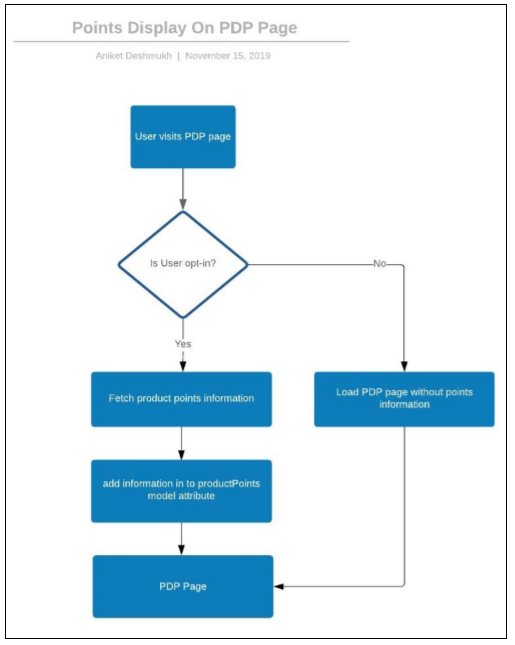 Points Display On PDP Page
Aniket Deshmukh | November 15, 2019
User visits PDP page
Is User opt-in?
No
Yes
Fetch product points information
Load PDP page without points
information
add information in to productPoints
model attribute
PDP Page